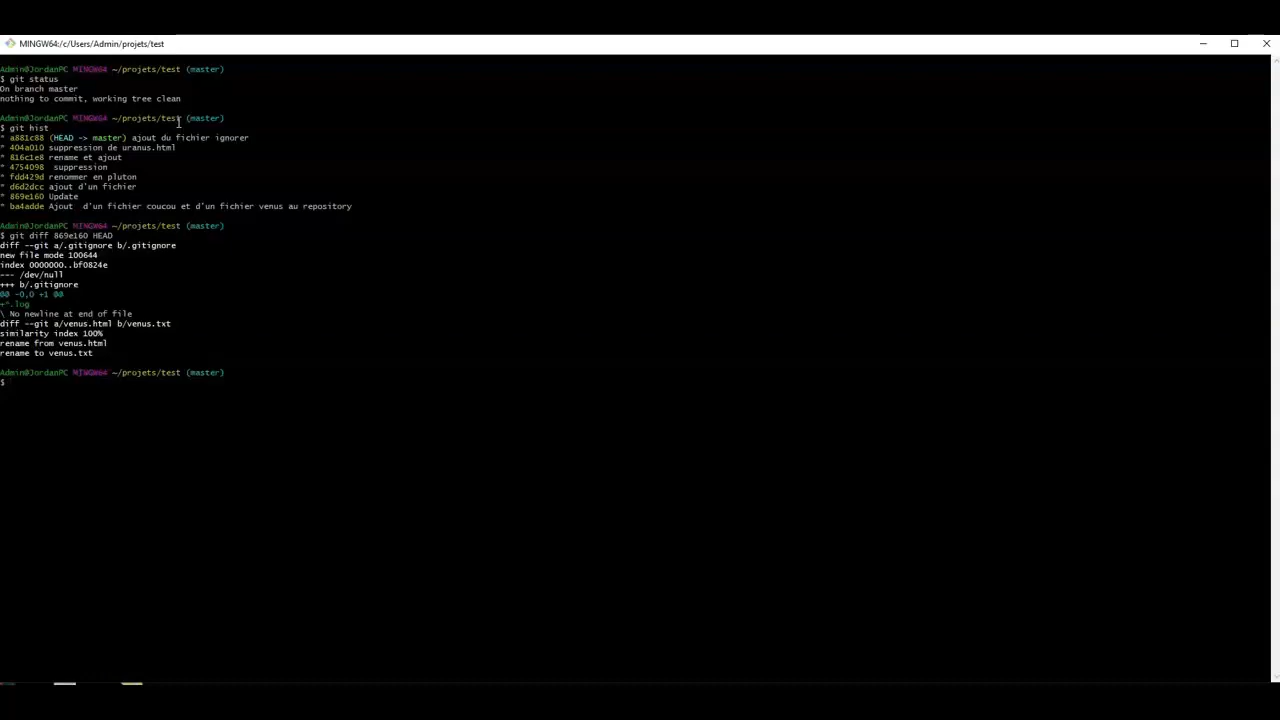 MINGW64:/c/Users/Admin/projets/test
Admin@JordanPC MINGW64 ~/projets/test (master)
$ git status
On branch master
nothing to commit, working tree clean
Admin@JordanPC MINGW64 ~/projets/test (master)
$ git hist
* a881c88 (HEAD -> master) ajout du fichier ignorer
* 404a010 suppression de uranus.html
* 816c1e8 rename et ajout
* 4754098  suppression
* fdd429d renommer en pluton
* d6d2dcc ajout d'un fichier
* 869e160 Update
* ba4adde Ajout  d'un fichier coucou et d'un fichier venus au repository
Admin@JordanPC MINGW64 ~/projets/test (master)
$ git diff 869e160 HEAD
diff --git a/.gitignore b/.gitignore
new file mode 100644
index 0000000..bf0824e
--- /dev/null
+++ b/.gitignore
@@ -0,0 +1 @@
+*.log
\ No newline at end of file
diff --git a/venus.html b/venus.txt
similarity index 100%
rename from venus.html
rename to venus.txt
Admin@JordanPC MINGW64 ~/projets/test (master)
$